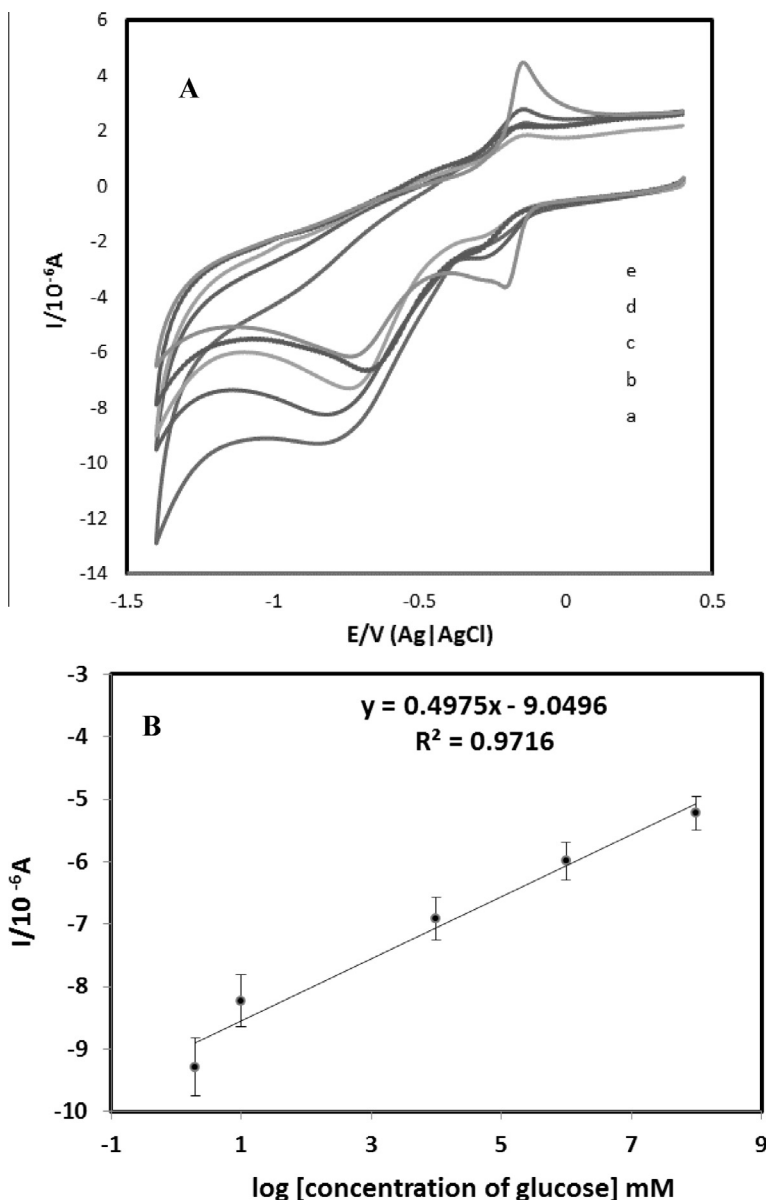 A
6
4
2
0
-2
-4
-6
-8
-10
-12
-14
I/10⁻⁶A
e
d
c
b
a
-1.5 -1 -0.5 0 0.5
E/V (Ag|AgCl)
B
y = 0.4975x - 9.0496
R² = 0.9716
-3
-4
-5
-6
-7
-8
-9
-10
I/10 ⁻⁶A
-1 1 3 5 7 9
log [concentration of glucose] mM